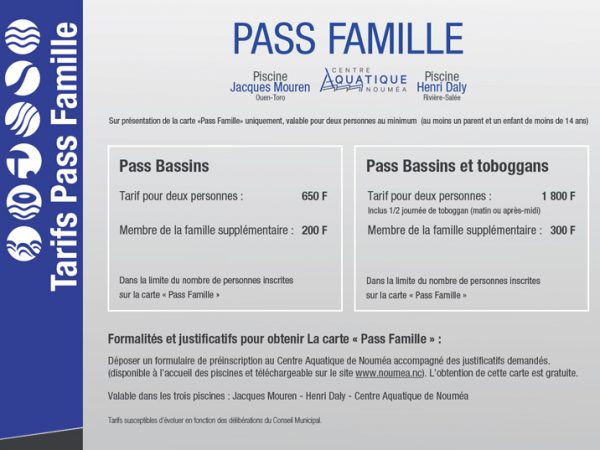 Tarifs Pass Famille
PASS FAMILLE
Piscine
Jacques Mouren
Ouen-Toro
CENTRE
AQUATIQUE
NOUMÉA
Piscine
Henri Daly
Rivière-Salée
Sur présentation de la carte «Pass Famille» uniquement, valable pour deux personnes au minimum (au moins un parent et un enfant de moins de 14 ans)
Pass Bassins
Tarif pour deux personnes : 650 F
Membre de la famille supplémentaire : 200 F
Dans la limite du nombre de personnes inscrites
sur la carte « Pass Famille »
Pass Bassins et toboggans
Tarif pour deux personnes : 1 800 F
Inclus 1/2 journée de toboggan (matin ou après-midi)
Membre de la famille supplémentaire : 300 F
Dans la limite du nombre de personnes inscrites
sur la carte « Pass Famille »
Formalités et justificatifs pour obtenir La carte « Pass Famille » :
Déposer un formulaire de préinscription au Centre Aquatique de Nouméa accompagné des justificatifs demandés.
(disponible à l'accueil des piscines et téléchargeable sur le site www.noumea.nc). L'obtention de cette carte est gratuite.
Valable dans les trois piscines : Jacques Mouren - Henri Daly - Centre Aquatique de Nouméa
Tarifs susceptibles d'évoluer en fonction des délibérations du Conseil Municipal.